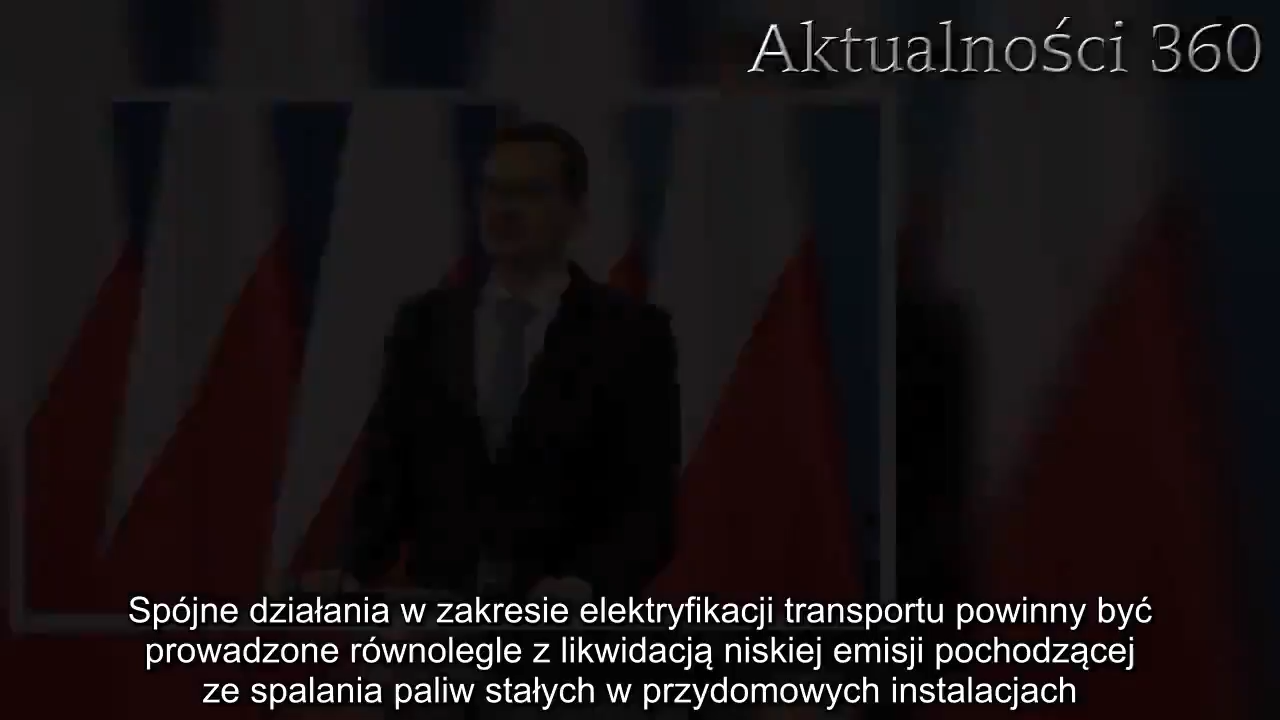 Aktualności 360
Spójne działania w zakresie elektryfikacji transportu powinny być
prowadzone równolegle z likwidacją niskiej emisji pochodzącej
ze spalania paliw stałych w przydomowych instalacjach